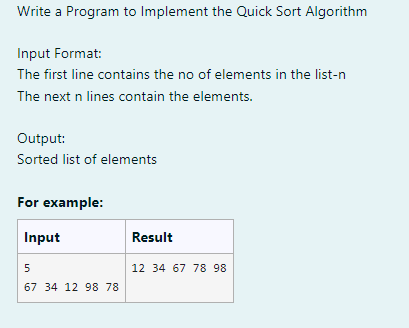 Write a Program to Implement the Quick Sort Algorithm
Input Format:
The first line contains the no of elements in the list-n
The next n lines contain the elements.
Output:
Sorted list of elements
For example:
Input Result
5 12 34 67 78 98
67 34 12 98 78